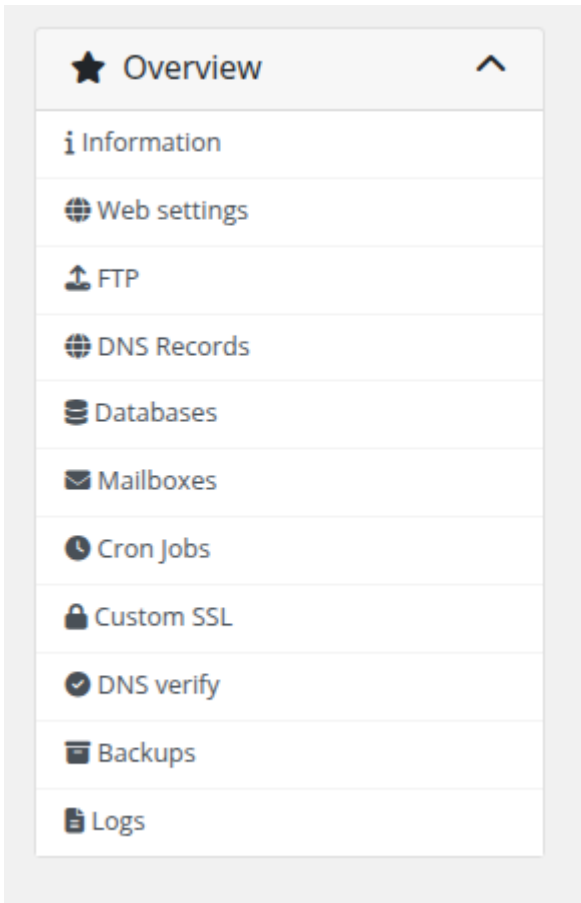 Overview
Information
Web settings
FTP
DNS Records
Databases
Mailboxes
Cron Jobs
Custom SSL
DNS verify
Backups
Logs